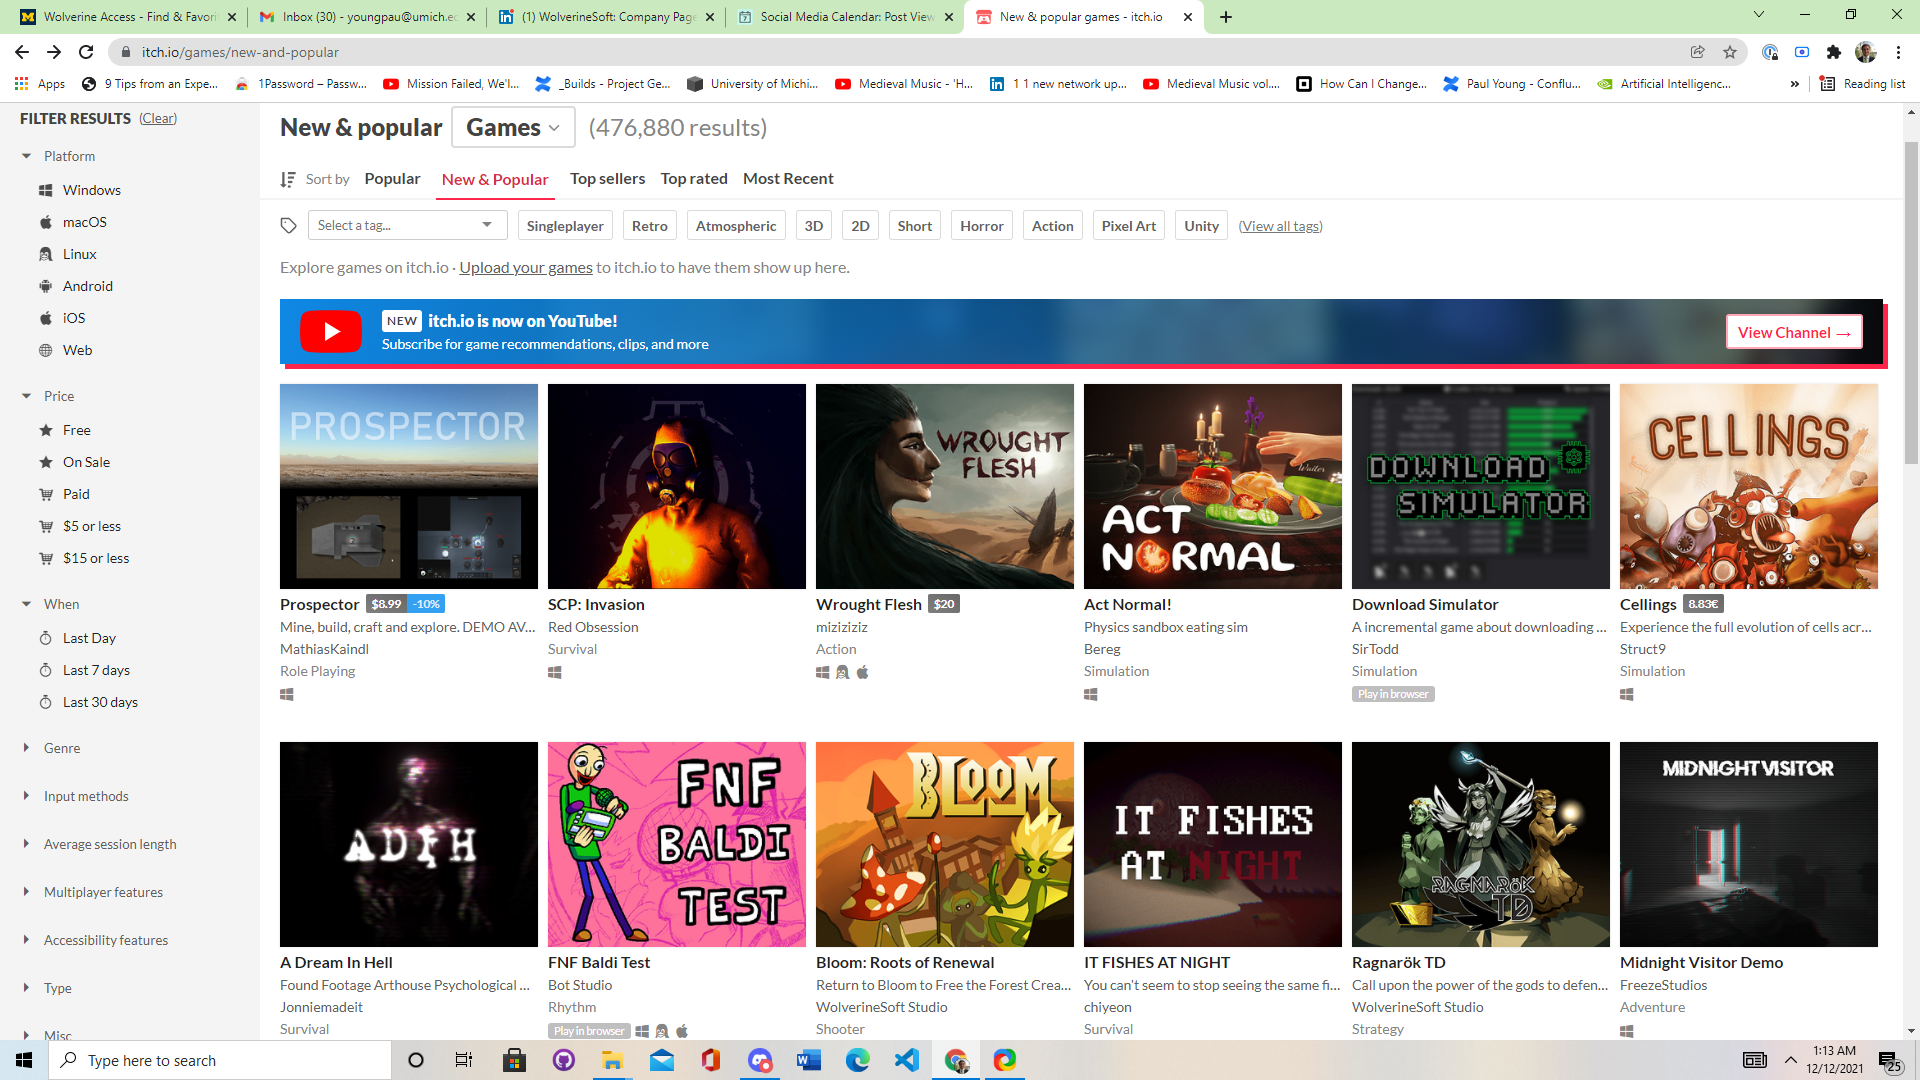 Wolverine Access - Find & Favori
Inbox (30) - youngpau@umich.ed
(1) WolverineSoft: Company Page
Social Media Calendar: Post View
New & popular games - itch.io
itch.io/games/new-and-popular
Apps
9 Tips from an Expe...
1Password – Passw...
Mission Failed, We'l...
_Builds - Project Ge...
University of Michi...
Medieval Music - 'H...
1 1 new network up...
Medieval Music vol....
How Can I Change...
Paul Young - Conflu...
Artificial Intelligenc...
»
Reading list
FILTER RESULTS (Clear)
Platform
Windows
macOS
Linux
Android
iOS
Web
Price
Free
On Sale
Paid
$5 or less
$15 or less
When
Last Day
Last 7 days
Last 30 days
Genre
Input methods
Average session length
Multiplayer features
Accessibility features
Type
Misc
New & popular Games (476,880 results)
Sort by Popular New & Popular Top sellers Top rated Most Recent
Select a tag... Singleplayer Retro Atmospheric 3D 2D Short Horror Action Pixel Art Unity (View all tags)
Explore games on itch.io · Upload your games to itch.io to have them show up here.
NEW itch.io is now on YouTube!
Subscribe for game recommendations, clips, and more
View Channel →
PROSPECTOR
Prospector $8.99 -10%
Mine, build, craft and explore. DEMO AV...
MathiasKaindl
Role Playing
SCP: Invasion
Red Obsession
Survival
WROUGHT
FLESH
Wrought Flesh $20
miziziziz
Action
Waiter
ACT
NORMAL
Act Normal!
Physics sandbox eating sim
Bereg
Simulation
DOWNLOAD
SIMULATOR
Download Simulator
A incremental game about downloading ...
SirTodd
Simulation
Play in browser
CELLINGS
Cellings 8.83€
Experience the full evolution of cells acr...
Struct9
Simulation
ADIH
A Dream In Hell
Found Footage Arthouse Psychological ...
Jonniemadeit
Survival
FNF
BALDI
TEST
FNF Baldi Test
Bot Studio
Rhythm
Play in browser
BLOOM
Bloom: Roots of Renewal
Return to Bloom to Free the Forest Crea...
WolverineSoft Studio
Shooter
IT FISHES
AT NIGHT
IT FISHES AT NIGHT
You can't seem to stop seeing the same fi...
chiyeon
Survival
RAGNARÖK
TD
Ragnarök TD
Call upon the power of the gods to defen...
WolverineSoft Studio
Strategy
MIDNIGHT VISITOR
Midnight Visitor Demo
FreezeStudios
Adventure
Type here to search
1:13 AM
12/12/2021
25